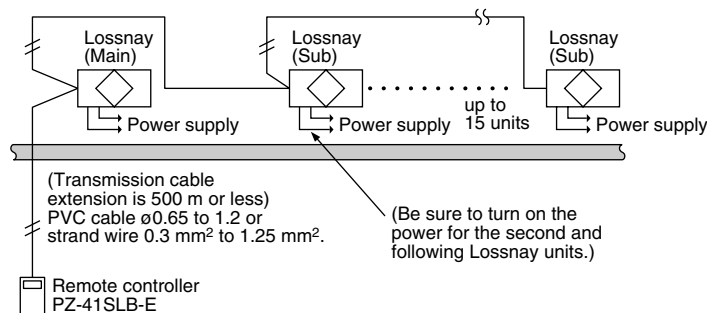 Lossnay
(Main)
Lossnay
(Sub)
Lossnay
(Sub)
up to
15 units
Power supply
Power supply
Power supply
(Transmission cable
extension is 500 m or less)
PVC cable ø0.65 to 1.2 or
strand wire 0.3 mm² to 1.25 mm².
(Be sure to turn on the
power for the second and
following Lossnay units.)
Remote controller
PZ-41SLB-E